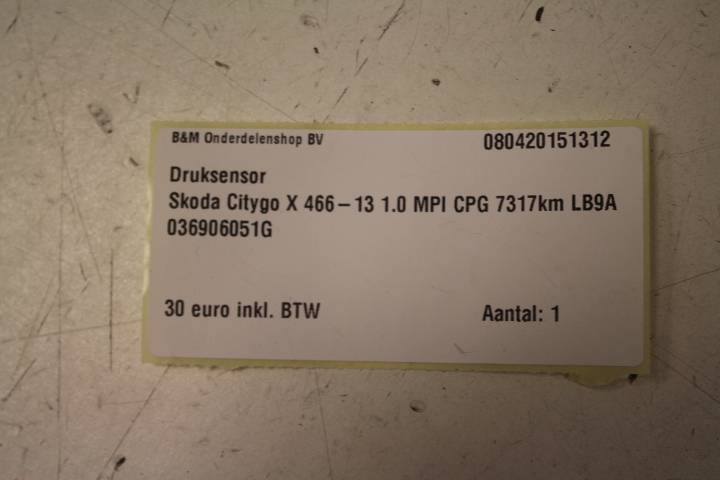 B&M Onderdelenshop BV 080420151312
Druksensor
Skoda Citygo X 466-13 1.0 MPI CPG 7317km LB9A
036906051G
30 euro inkl. BTW Aantal: 1